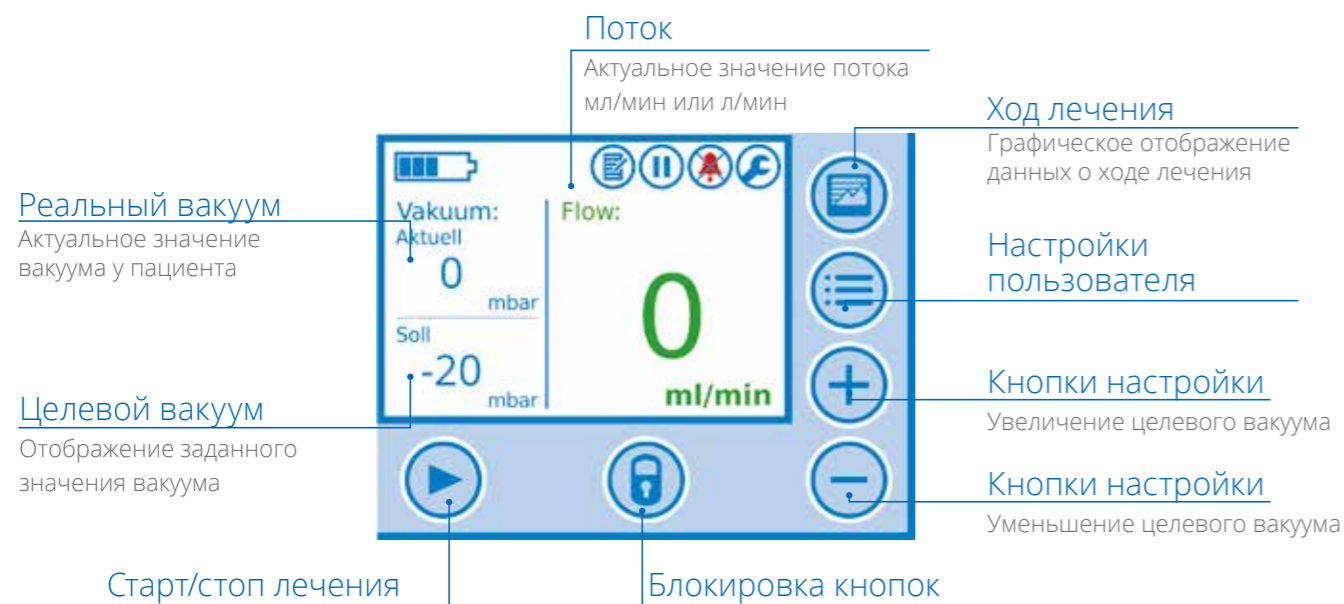 Поток
Актуальное значение потока
мл/мин или л/мин
Ход лечения
Графическое отображение
данных о ходе лечения
Реальный вакуум
Актуальное значение
вакуума у пациента
Vakuum:
Aktuell
0
mbar
Soll
-20
mbar
Flow:
0
ml/min
Настройки
пользователя
Целевой вакуум
Отображение заданного
значения вакуума
Кнопки настройки
Увеличение целевого вакуума
Кнопки настройки
Уменьшение целевого вакуума
Старт/стоп лечения
Блокировка кнопок